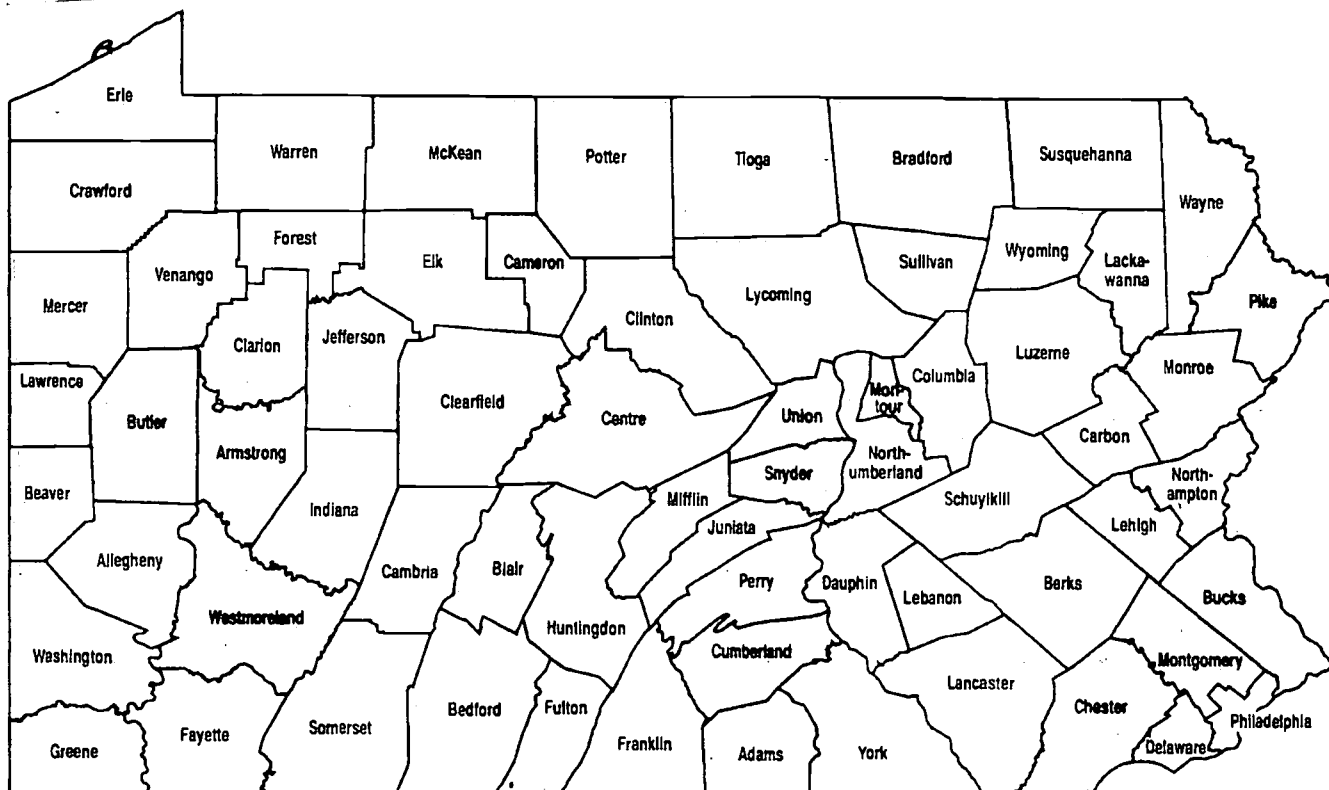 Erie
Warren
McKean
Potter
Tioga
Bradford
Susquehanna
Crawford
Wayne
Forest
Venango
Elk
Cameron
Sullivan
Wyoming
Lacka-
wanna
Mercer
Lycoming
Pike
Clinton
Jefferson
Clarion
Luzerne
Lawrence
Columbia
Monroe
Mon-
tour
Clearfield
Centre
Union
Butler
Carbon
Armstrong
North-
umberland
Snyder
North-
ampton
Beaver
Mifflin
Schuylkill
Indiana
Juniata
Lehigh
Allegheny
Cambria
Blair
Perry
Dauphin
Lebanon
Berks
Bucks
Westmoreland
Huntingdon
Washington
Cumberland
Montgomery
Lancaster
Bedford
Fulton
Chester
Somerset
Fayette
Philadelphia
Greene
Franklin
Adams
York
Delaware